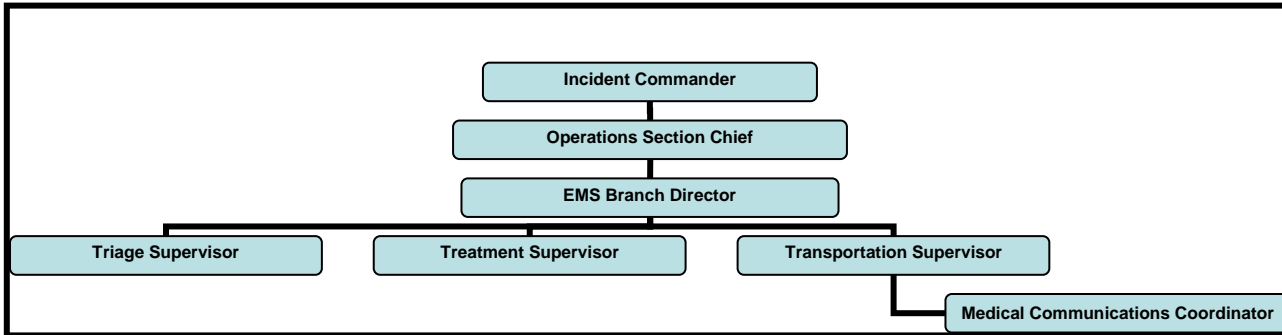 Incident Commander
Operations Section Chief
EMS Branch Director
Triage Supervisor
Treatment Supervisor
Transportation Supervisor
Medical Communications Coordinator